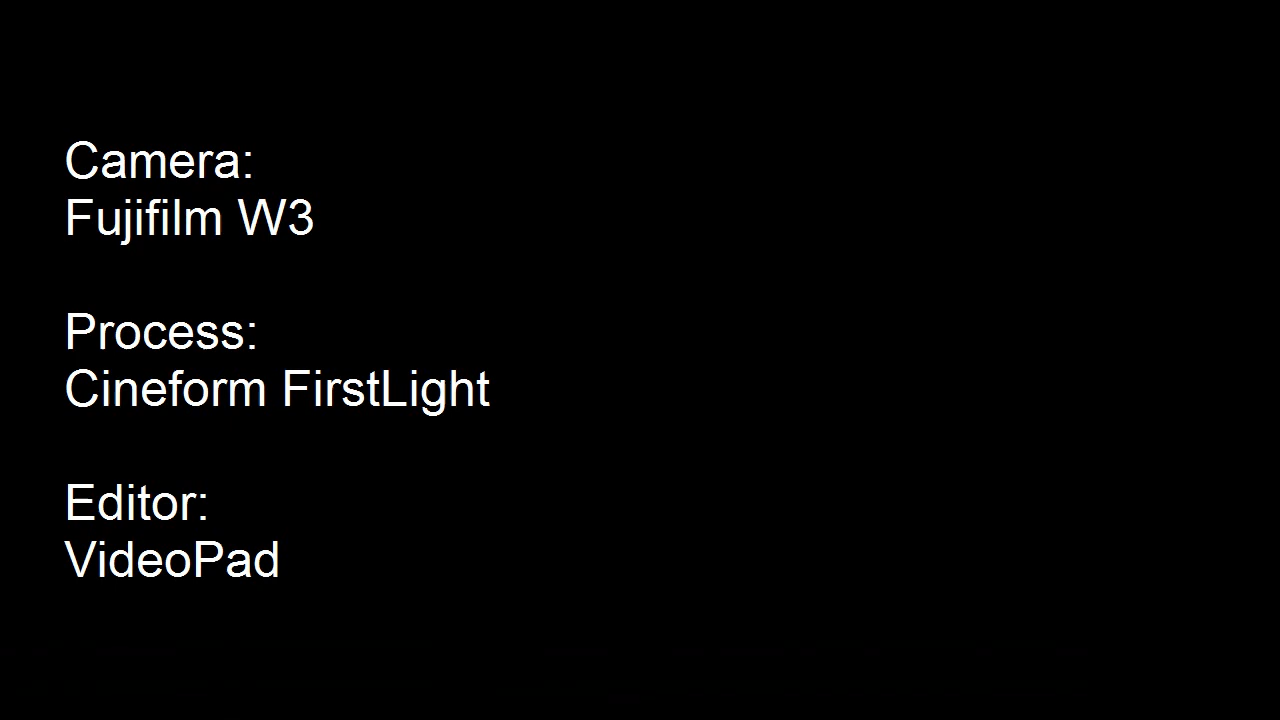 Camera:
Fujifilm W3
Process:
Cineform FirstLight
Editor:
VideoPad